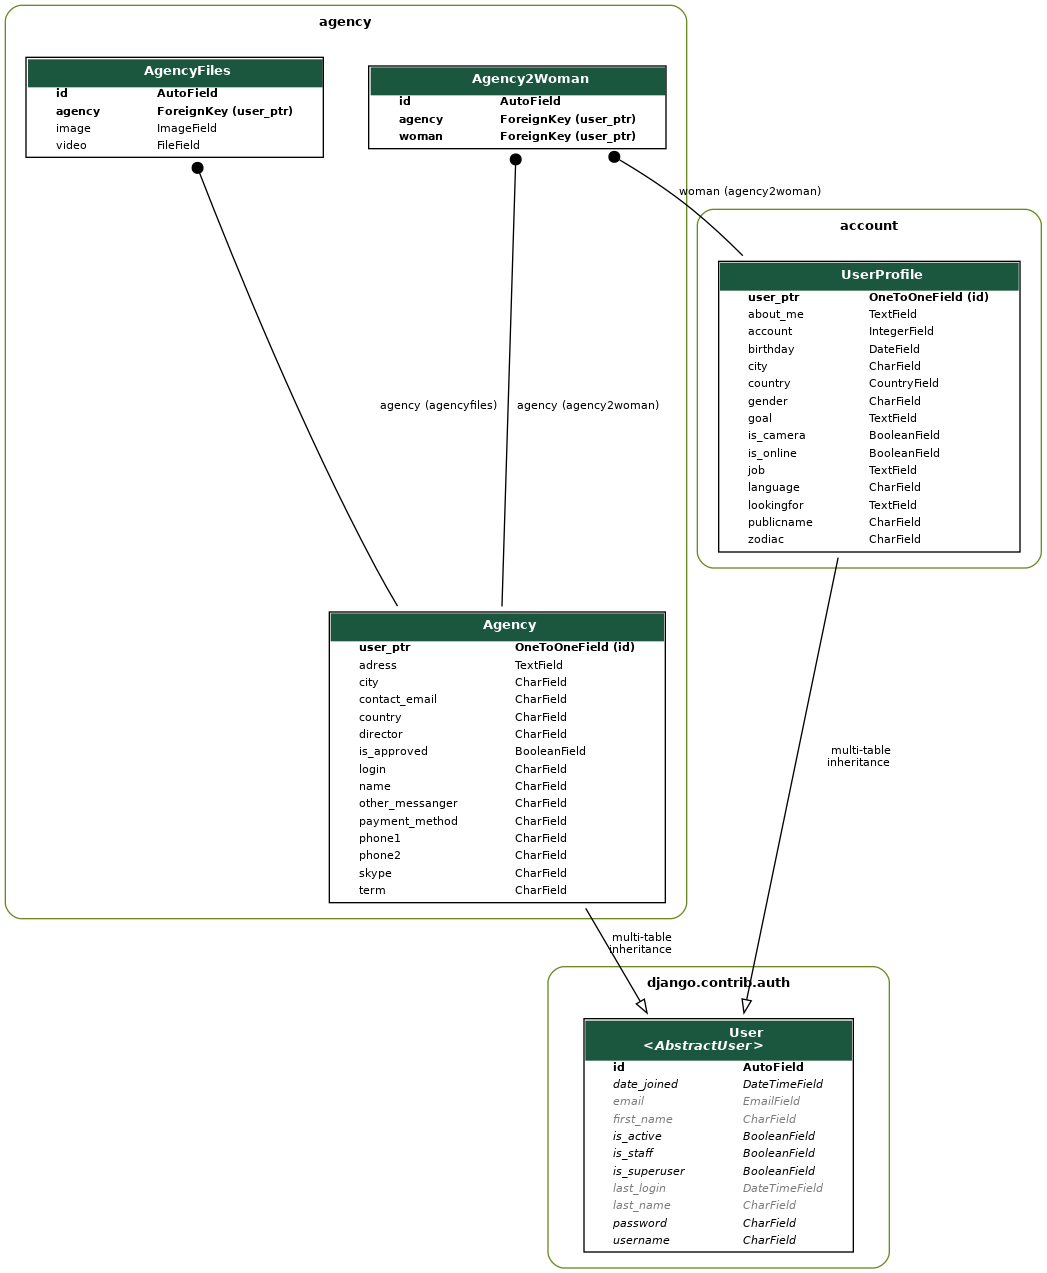 agency
AgencyFiles
id AutoField
agency ForeignKey (user_ptr)
image ImageField
video FileField
Agency2Woman
id AutoField
agency ForeignKey (user_ptr)
woman ForeignKey (user_ptr)
woman (agency2woman)
account
UserProfile
user_ptr OneToOneField (id)
about_me TextField
account IntegerField
birthday DateField
city CharField
country CountryField
gender CharField
goal TextField
is_camera BooleanField
is_online BooleanField
job TextField
language CharField
lookingfor TextField
publicname CharField
zodiac CharField
agency (agencyfiles)
agency (agency2woman)
Agency
user_ptr OneToOneField (id)
adress TextField
city CharField
contact_email CharField
country CharField
director CharField
is_approved BooleanField
login CharField
name CharField
other_messanger CharField
payment_method CharField
phone1 CharField
phone2 CharField
skype CharField
term CharField
multi-table
inheritance
multi-table
inheritance
django.contrib.auth
User
<AbstractUser>
id AutoField
date_joined DateTimeField
email EmailField
first_name CharField
is_active BooleanField
is_staff BooleanField
is_superuser BooleanField
last_login DateTimeField
last_name CharField
password CharField
username CharField